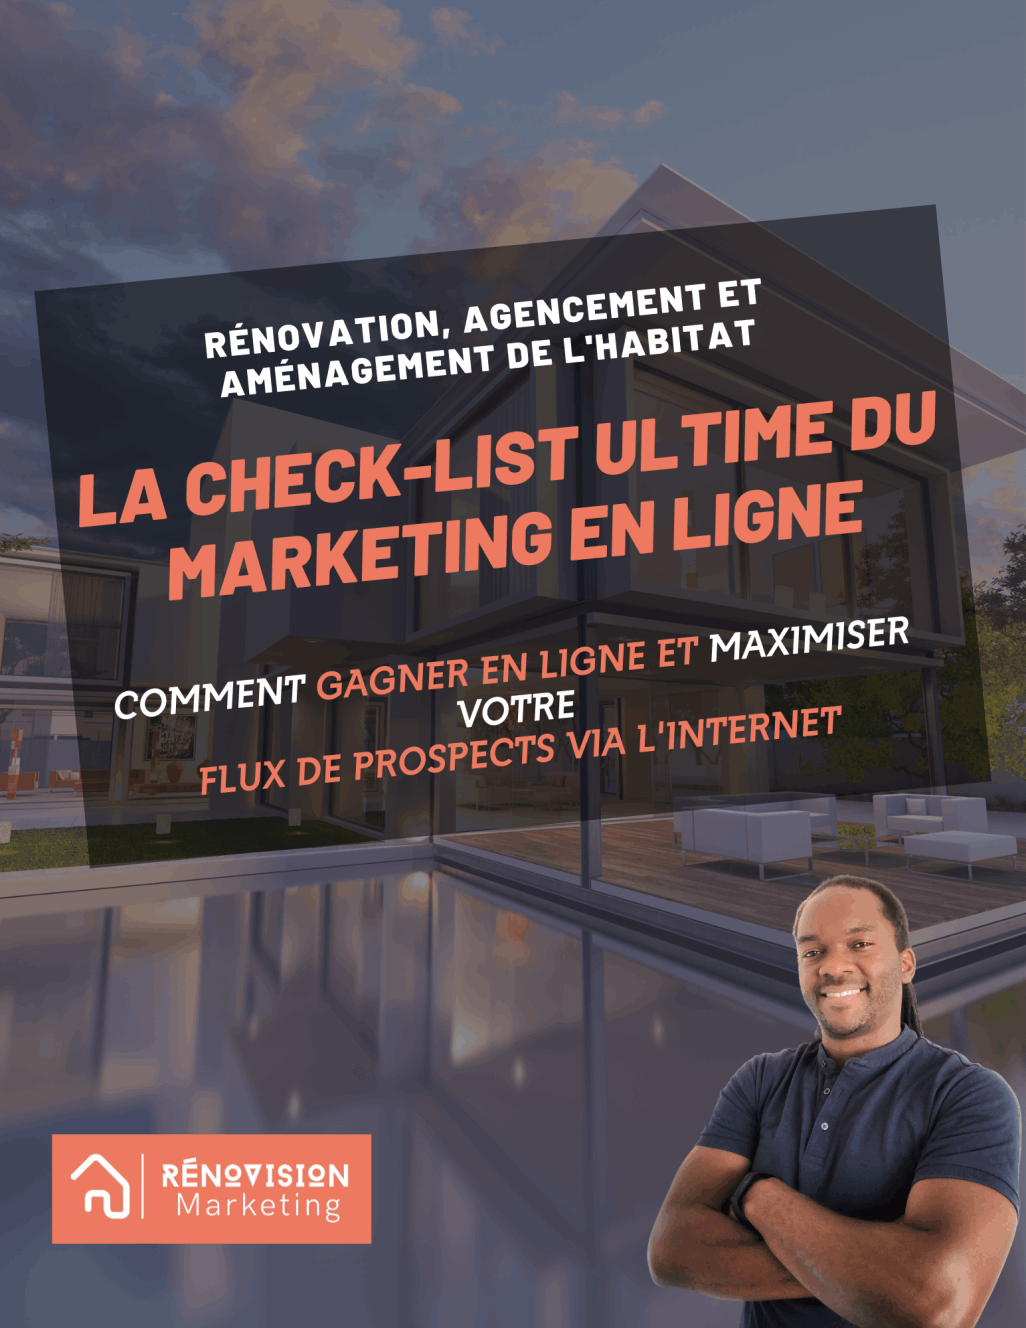 RÉNOVATION, AGENCEMENT ET
AMÉNAGEMENT DE L'HABITAT
LA CHECK-LIST ULTIME DU
MARKETING EN LIGNE
COMMENT GAGNER EN LIGNE ET MAXIMISER
VOTRE
FLUX DE PROSPECTS VIA L'INTERNET
RÉNOVISION
Marketing